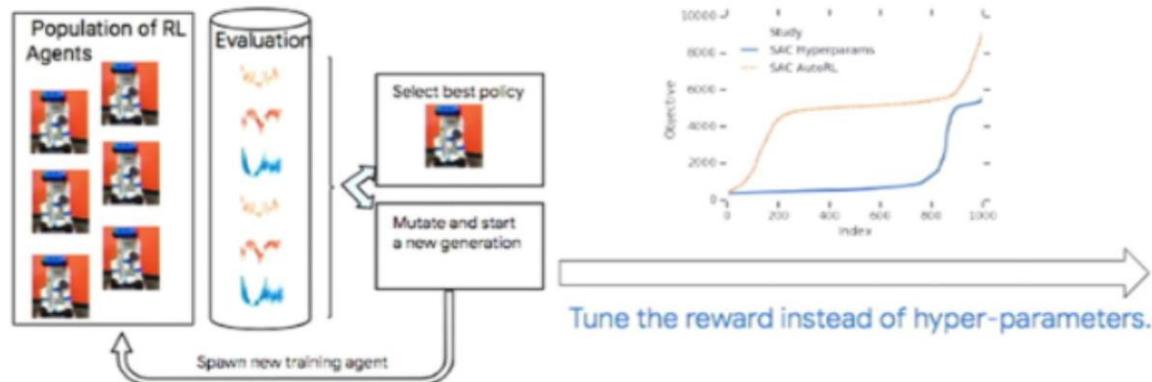 Population of RL
Agents
Evaluation
Select best policy
Mutate and start
a new generation
Spawn new training agent
10000
8000
6000
4000
2000
0
Objective
Study
SAC Hyperparams
SAC AutoRL
0 200 400 600 800 1000
Index
Tune the reward instead of hyper-parameters.